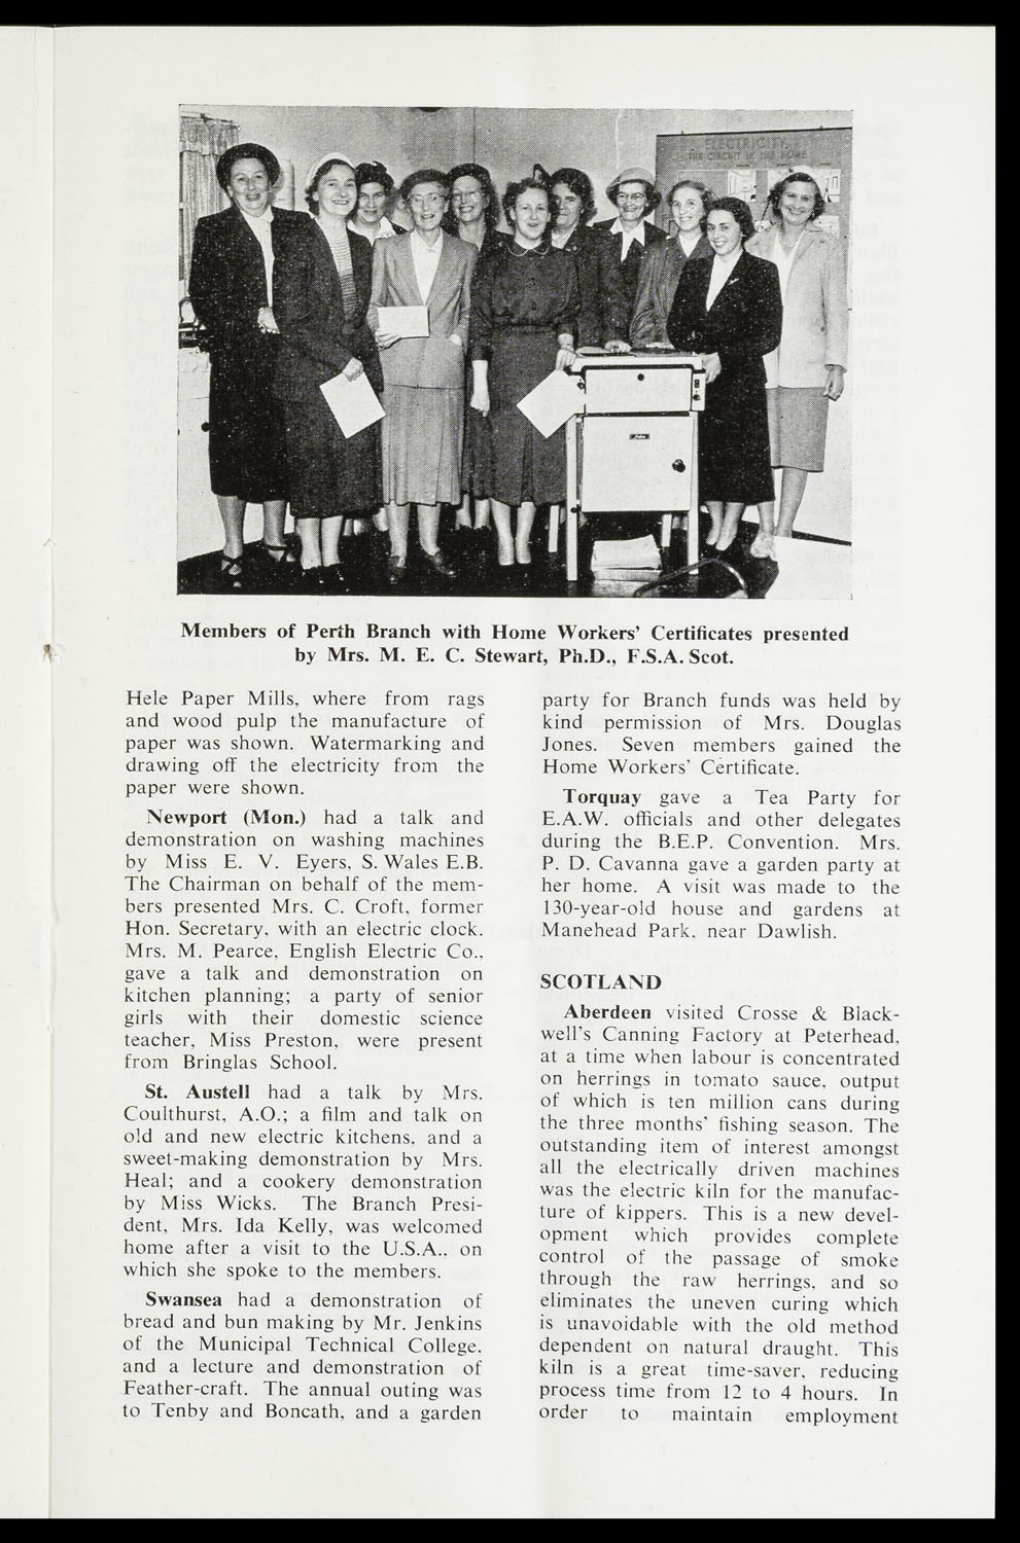 ELECTRICITY
THE CIRCUIT IN THE HOME
Members of Perth Branch with Home Workers' Certificates presented
by Mrs. M. E. C. Stewart, Ph.D., F.S.A. Scot.
Hele Paper Mills, where from rags
and wood pulp the manufacture of
paper was shown. Watermarking and
drawing off the electricity from the
paper were shown.
Newport (Mon.) had a talk and
demonstration on washing machines
by Miss E. V. Eyers, S. Wales E.B.
The Chairman on behalf of the mem-
bers presented Mrs. C. Croft, former
Hon. Secretary, with an electric clock.
Mrs. M. Pearce, English Electric Co.,
gave a talk and demonstration on
kitchen planning; a party of senior
girls with their domestic science
teacher, Miss Preston, were present
from Bringlas School.
St. Austell had a talk by Mrs.
Coulthurst, A.O.; a film and talk on
old and new electric kitchens, and a
sweet-making demonstration by Mrs.
Heal; and a cookery demonstration
by Miss Wicks. The Branch Presi-
dent, Mrs. Ida Kelly, was welcomed
home after a visit to the U.S.A., on
which she spoke to the members.
Swansea had a demonstration of
bread and bun making by Mr. Jenkins
of the Municipal Technical College,
and a lecture and demonstration of
Feather-craft. The annual outing was
to Tenby and Boncath, and a garden
party for Branch funds was held by
kind permission of Mrs. Douglas
Jones. Seven members gained the
Home Workers' Certificate.
Torquay gave a Tea Party for
E.A.W. officials and other delegates
during the B.E.P. Convention. Mrs.
P. D. Cavanna gave a garden party at
her home. A visit was made to the
130-year-old house and gardens at
Manehead Park, near Dawlish.
SCOTLAND
Aberdeen visited Crosse & Black-
well's Canning Factory at Peterhead,
at a time when labour is concentrated
on herrings in tomato sauce, output
of which is ten million cans during
the three months' fishing season. The
outstanding item of interest amongst
all the electrically driven machines
was the electric kiln for the manufac-
ture of kippers. This is a new devel-
opment which provides complete
control of the passage of smoke
through the raw herrings, and so
eliminates the uneven curing which
is unavoidable with the old method
dependent on natural draught. This
kiln is a great time-saver, reducing
process time from 12 to 4 hours. In
order to maintain employment